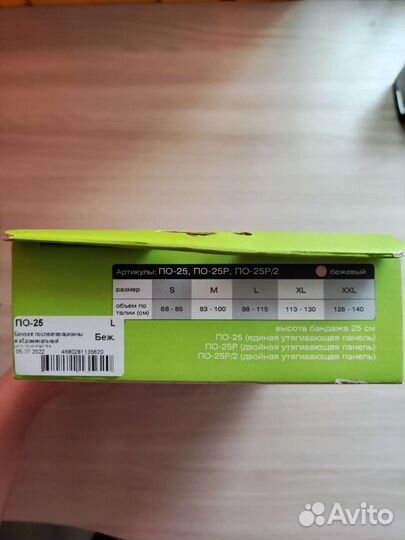 Артикулы: ПО-25, ПО-25Р, ПО-25Р/2 бежевый
размер S M L XL XXL
объем по талии (см) 68 - 85 83 - 100 98 - 115 113 - 130 128 - 140
высота бандажа 25 см
ПО-25 (единая утягивающая панель)
ПО-25Р (двойная утягивающая панель)
ПО-25Р/2 (двойная утягивающая панель)
ПО-25 L
Бандаж послеоперационны
й абдоминальный Беж.
06.07.2022 4680281135620
Avito